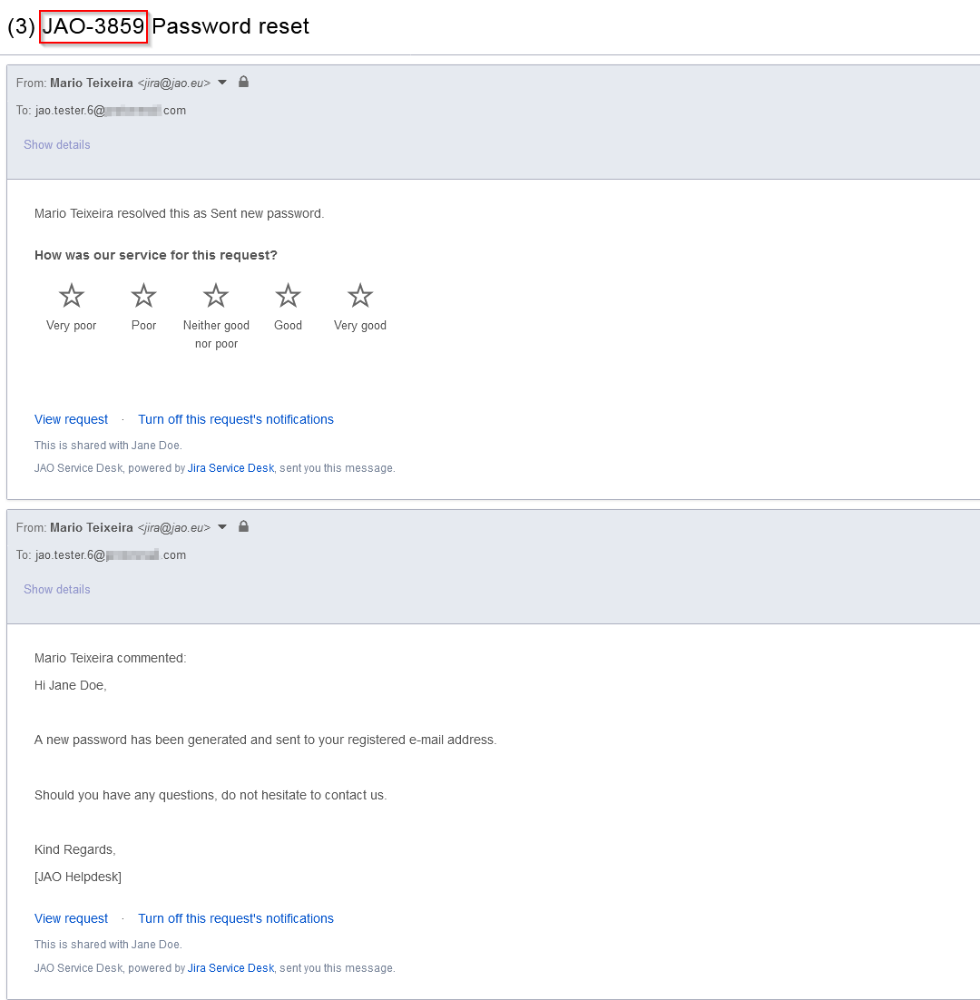 (3) JAO-3859 Password reset
From: Mario Teixeira <jira@jao.eu>
To: jao.tester.6@ .com
Show details
Mario Teixeira resolved this as Sent new password.
How was our service for this request?
Very poor Poor Neither good nor poor Good Very good
View request · Turn off this request's notifications
This is shared with Jane Doe.
JAO Service Desk, powered by Jira Service Desk, sent you this message.
From: Mario Teixeira <jira@jao.eu>
To: jao.tester.6@ .com
Show details
Mario Teixeira commented:
Hi Jane Doe,
A new password has been generated and sent to your registered e-mail address.
Should you have any questions, do not hesitate to contact us.
Kind Regards,
[JAO Helpdesk]
View request · Turn off this request's notifications
This is shared with Jane Doe.
JAO Service Desk, powered by Jira Service Desk, sent you this message.